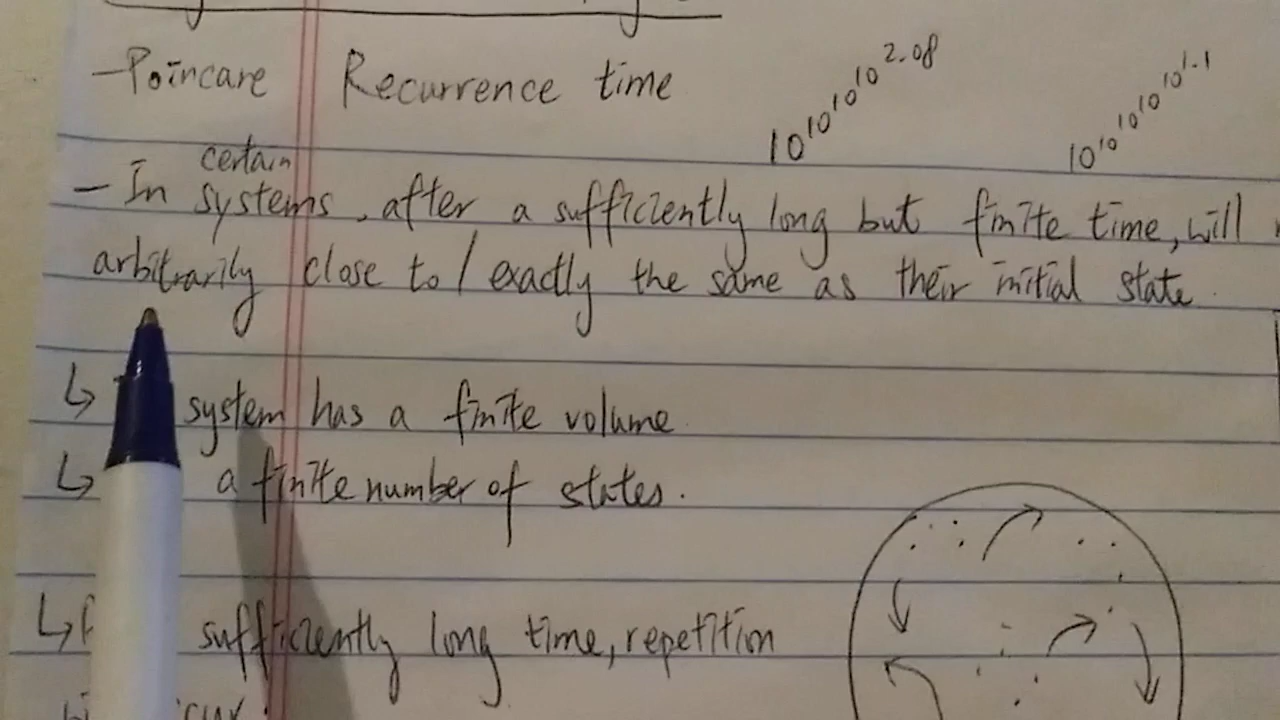 -Poincare Recurrence time 10^10^10^10^2.08 10^10^10^10^10^1.1
certain
- In systems, after a sufficiently long but finite time, will
arbitrarily close to / exactly the same as their initial state.
↳ system has a finite volume
↳ a finite number of states.
↳ sufficiently long time, repetition